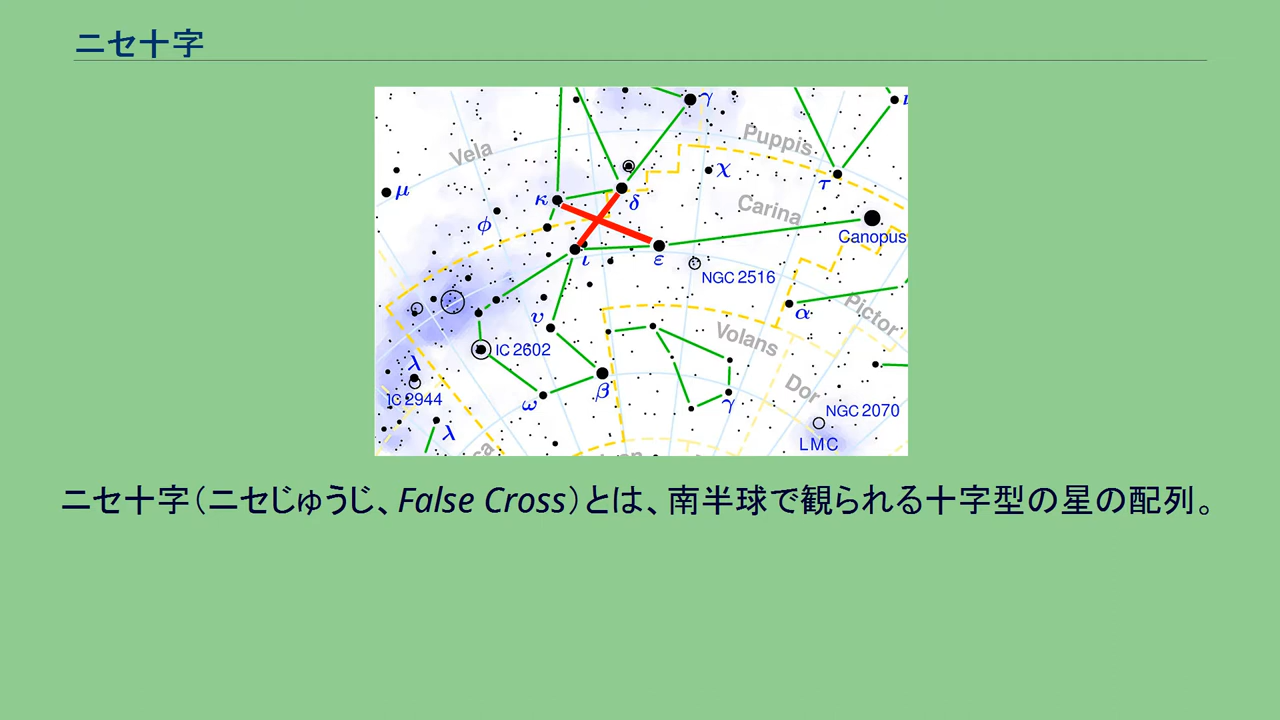 ニセ十字
γ
Puppis
Vela
χ
τ
μ
κ
δ
Carina
φ
Canopus
ι
ε
NGC 2516
α
Pictor
υ
Volans
IC 2602
λ
β
Dor
IC 2944
ω
γ
NGC 2070
λ
LMC
ニセ十字（ニセじゅうじ、False Cross）とは、南半球で観られる十字型の星の配列。